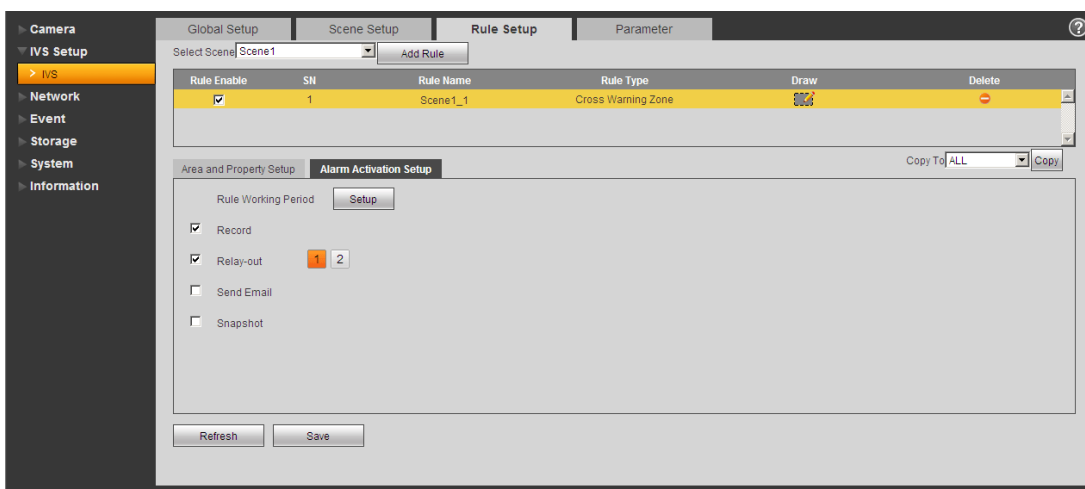 Camera
IVS Setup
> IVS
Network
Event
Storage
System
Information
Global Setup Scene Setup Rule Setup Parameter ?
Select Scene Scene1 Add Rule
Rule Enable SN Rule Name Rule Type Draw Delete
1 Scene1_1 Cross Warning Zone
Area and Property Setup Alarm Activation Setup Copy To ALL Copy
Rule Working Period Setup
Record
Relay-out 1 2
Send Email
Snapshot
Refresh Save